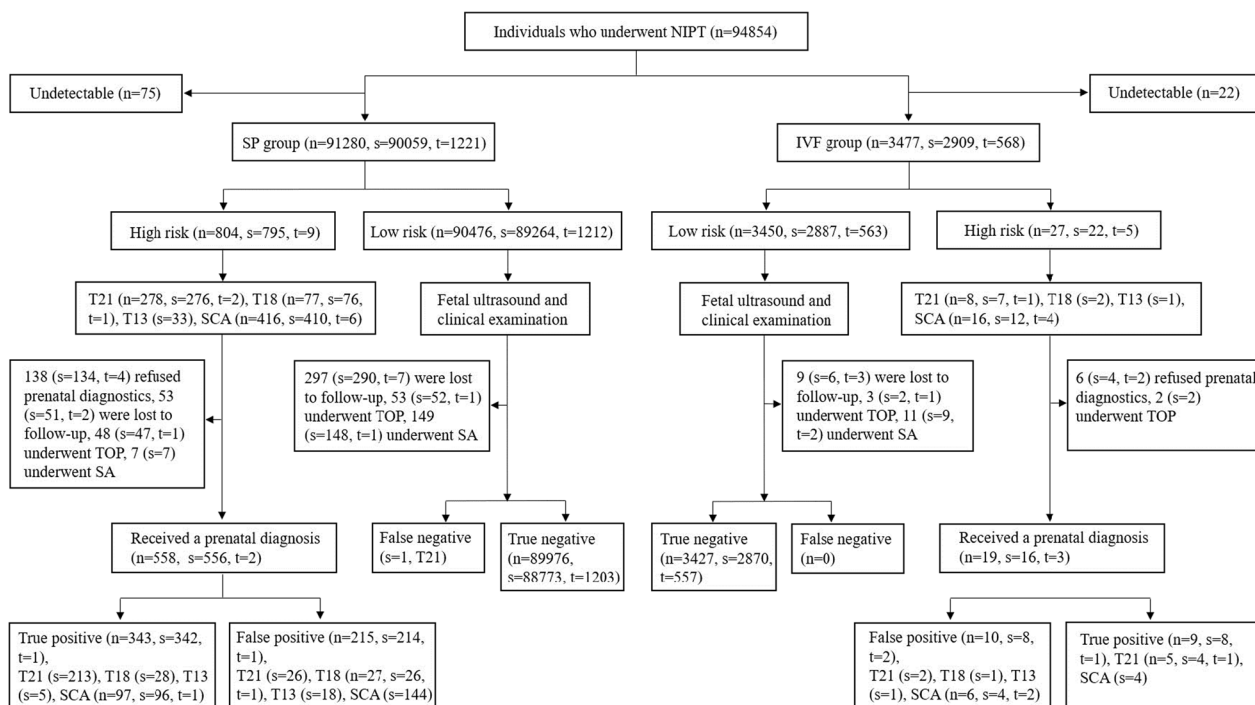 Individuals who underwent NIPT (n=94854)
Undetectable (n=75)
Undetectable (n=22)
SP group (n=91280, s=90059, t=1221)
IVF group (n=3477, s=2909, t=568)
High risk (n=804, s=795, t=9)
Low risk (n=90476, s=89264, t=1212)
Low risk (n=3450, s=2887, t=563)
High risk (n=27, s=22, t=5)
T21 (n=278, s=276, t=2), T18 (n=77, s=76,
t=1), T13 (s=33), SCA (n=416, s=410, t=6)
Fetal ultrasound and
clinical examination
Fetal ultrasound and
clinical examination
T21 (n=8, s=7, t=1), T18 (s=2), T13 (s=1),
SCA (n=16, s=12, t=4)
138 (s=134, t=4) refused
prenatal diagnostics, 53
(s=51, t=2) were lost to
follow-up, 48 (s=47, t=1)
underwent TOP, 7 (s=7)
underwent SA
297 (s=290, t=7) were lost
to follow-up, 53 (s=52, t=1)
underwent TOP, 149
(s=148, t=1) underwent SA
9 (s=6, t=3) were lost to
follow-up, 3 (s=2, t=1)
underwent TOP, 11 (s=9,
t=2) underwent SA
6 (s=4, t=2) refused prenatal
diagnostics, 2 (s=2)
underwent TOP
Received a prenatal diagnosis
(n=558, s=556, t=2)
False negative
(s=1, T21)
True negative
(n=89976,
s=88773, t=1203)
True negative
(n=3427, s=2870,
t=557)
False negative
(n=0)
Received a prenatal diagnosis
(n=19, s=16, t=3)
True positive (n=343, s=342,
t=1),
T21 (s=213), T18 (s=28), T13
(s=5), SCA (n=97, s=96, t=1)
False positive (n=215, s=214,
t=1),
T21 (s=26), T18 (n=27, s=26,
t=1), T13 (s=18), SCA (s=144)
False positive (n=10, s=8,
t=2),
T21 (s=2), T18 (s=1), T13
(s=1), SCA (n=6, s=4, t=2)
True positive (n=9, s=8,
t=1), T21 (n=5, s=4, t=1),
SCA (s=4)